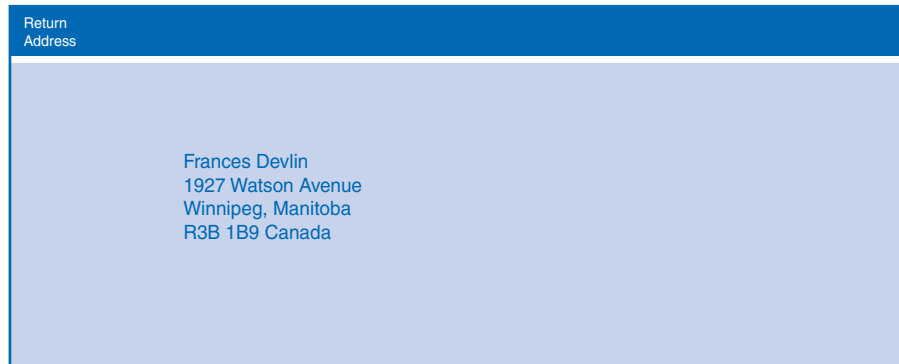 Return
Address
Frances Devlin
1927 Watson Avenue
Winnipeg, Manitoba
R3B 1B9 Canada